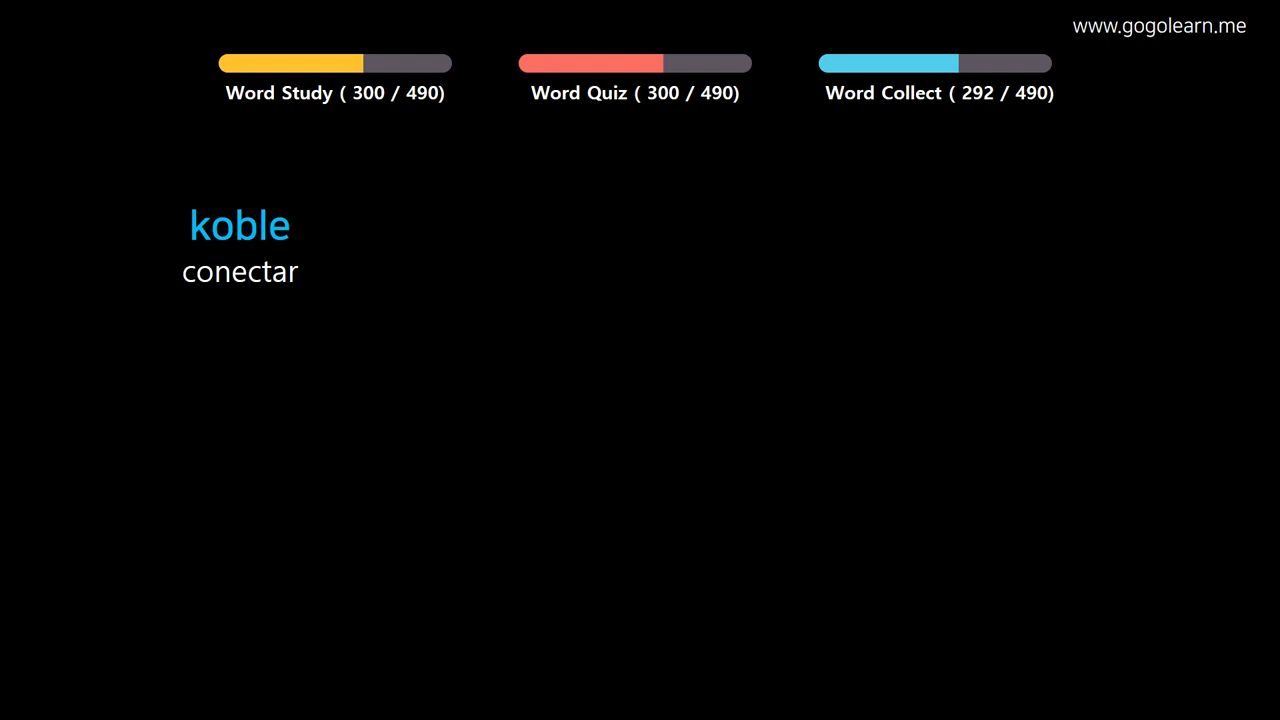 www.gogolearn.me
Word Study ( 300 / 490)
Word Quiz ( 300 / 490)
Word Collect ( 292 / 490)
koble
conectar